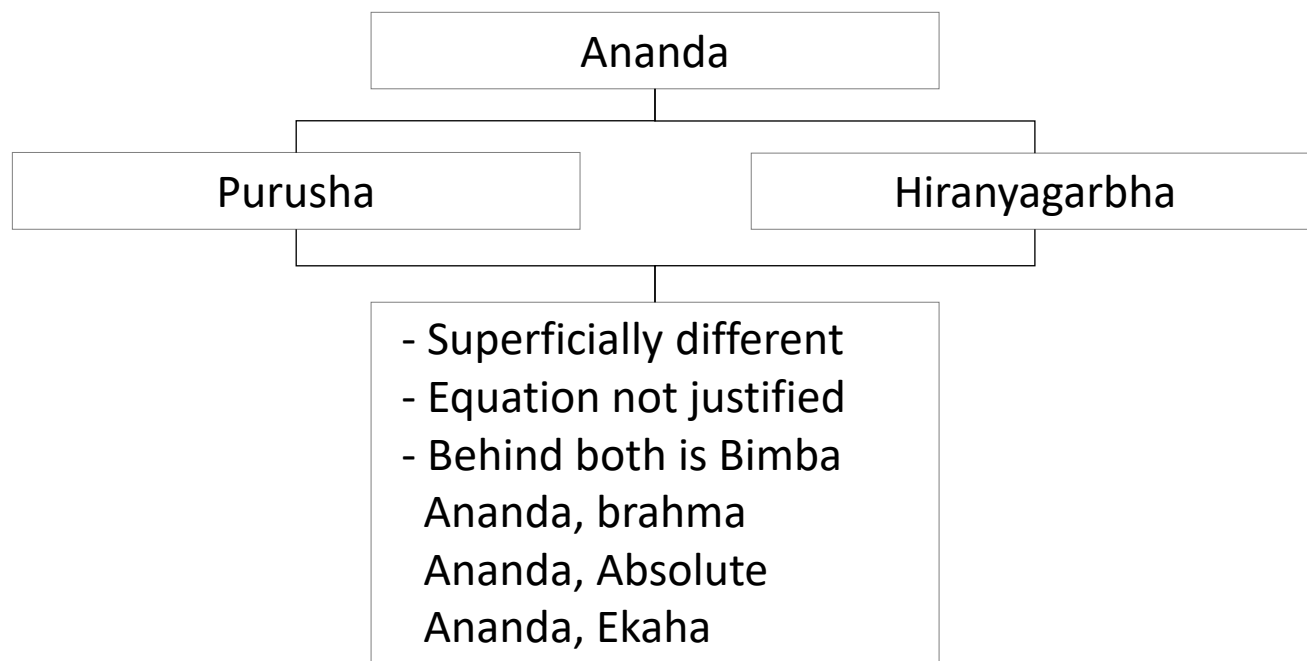 Ananda
Purusha
Hiranyagarbha
- Superficially different
- Equation not justified
- Behind both is Bimba
Ananda, brahma
Ananda, Absolute
Ananda, Ekaha